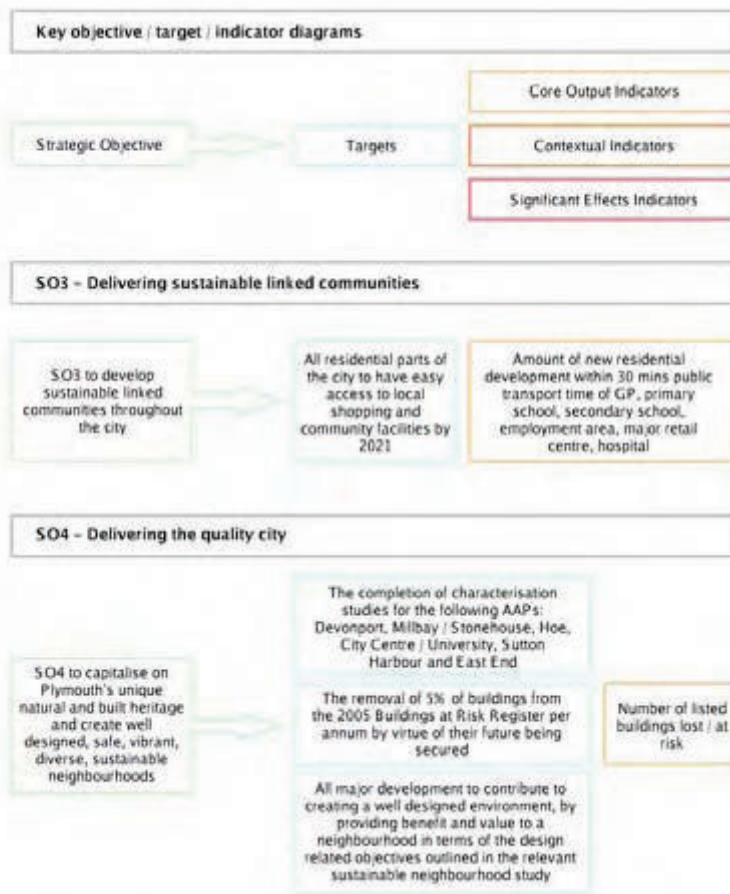 Key objective / target / indicator diagrams
Core Output Indicators
Strategic Objective
Targets
Contextual Indicators
Significant Effects Indicators
SO3 – Delivering sustainable linked communities
SO3 to develop
sustainable linked
communities throughout
the city
All residential parts of
the city to have easy
access to local
shopping and
community facilities by
2021
Amount of new residential
development within 30 mins public
transport time of GP, primary
school, secondary school,
employment area, major retail
centre, hospital
SO4 – Delivering the quality city
SO4 to capitalise on
Plymouth's unique
natural and built heritage
and create well
designed, safe, vibrant,
diverse, sustainable
neighbourhoods
The completion of characterisation
studies for the following AAPs:
Devonport, Millbay / Stonehouse, Hoe,
City Centre / University, Sutton
Harbour and East End
The removal of 5% of buildings from
the 2005 Buildings at Risk Register per
annum by virtue of their future being
secured
Number of listed
buildings lost / at
risk
All major development to contribute to
creating a well designed environment, by
providing benefit and value to a
neighbourhood in terms of the design
related objectives outlined in the relevant
sustainable neighbourhood study